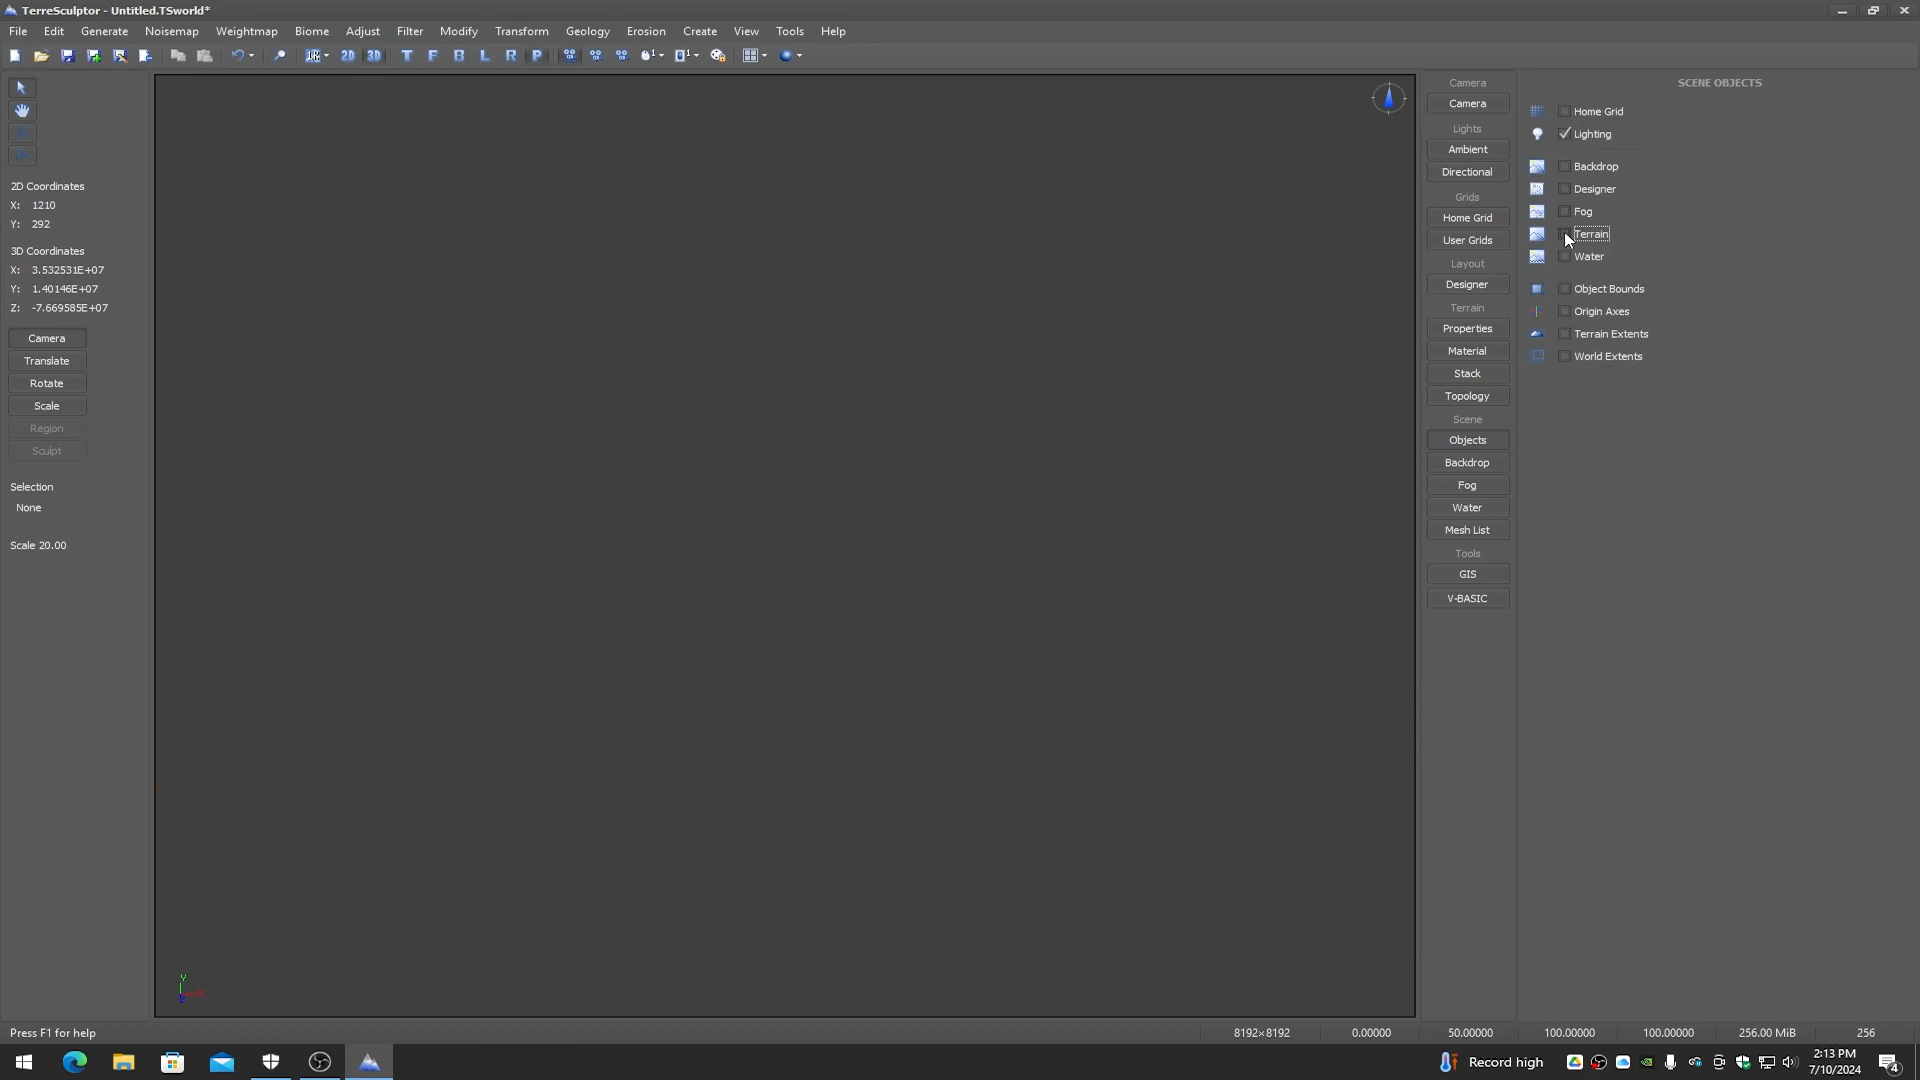 TerreSculptor - Untitled.TSworld*
File Edit Generate Noisemap Weightmap Biome Adjust Filter Modify Transform Geology Erosion Create View Tools Help
2D 3D T F B L R P
2D Coordinates
X: 1210
Y: 292
3D Coordinates
X: 3.532531E+07
Y: 1.40146E+07
Z: -7.669585E+07
Camera
Translate
Rotate
Scale
Region
Sculpt
Selection
None
Scale 20.00
Y
Camera
Camera
Lights
Ambient
Directional
Grids
Home Grid
User Grids
Layout
Designer
Terrain
Properties
Material
Stack
Topology
Scene
Objects
Backdrop
Fog
Water
Mesh List
Tools
GIS
V-BASIC
SCENE OBJECTS
Home Grid
Lighting
Backdrop
Designer
Fog
Terrain
Water
Object Bounds
Origin Axes
Terrain Extents
World Extents
Press F1 for help
8192×8192 0.00000 50.00000 100.00000 100.00000 256.00 MiB 256
Record high
2:13 PM
7/10/2024
4